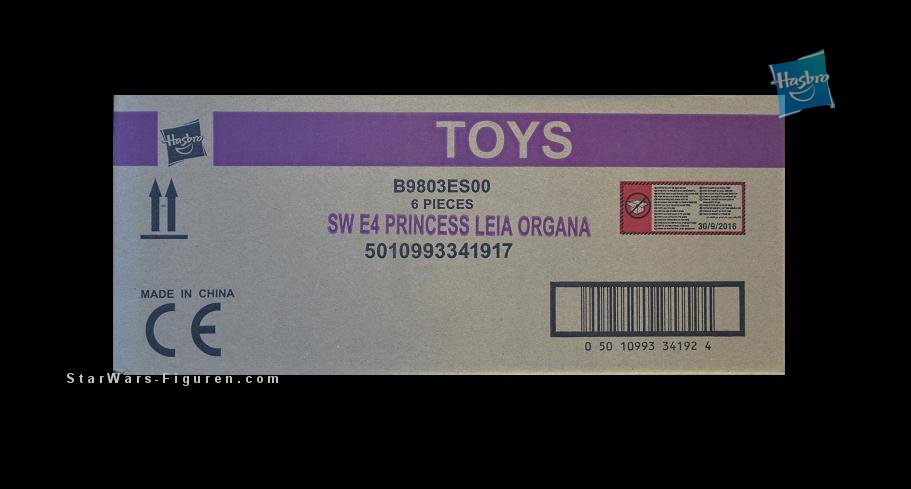 Hasbro
Hasbro
TOYS
B9803ES00
6 PIECES
SW E4 PRINCESS LEIA ORGANA
5010993341917
30/9/2016
MADE IN CHINA
CE
0 50 10993 34192 4
StarWars-Figuren.com